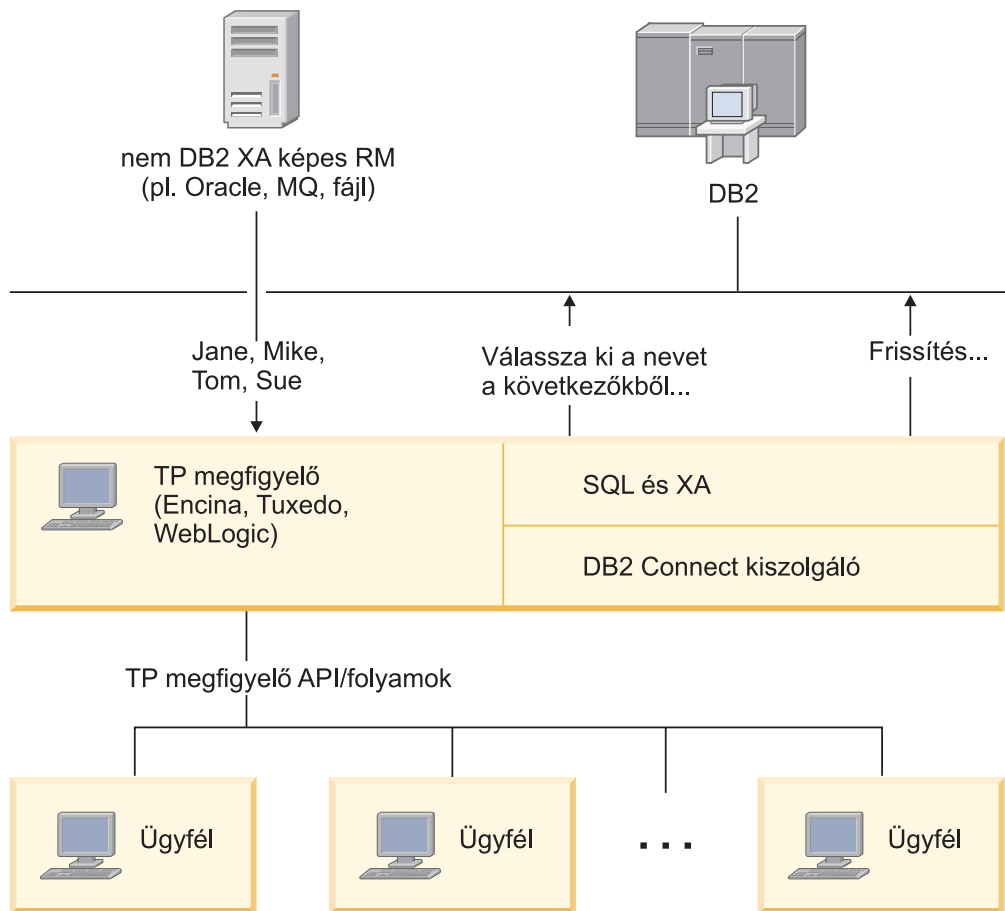 nem DB2 XA képes RM
(pl. Oracle, MQ, fájl)
DB2
Jane, Mike,
Tom, Sue
Válassza ki a nevet
a következőkből...
Frissítés...
TP megfigyelő
(Encina, Tuxedo,
WebLogic)
SQL és XA
DB2 Connect kiszolgáló
TP megfigyelő API/folyamok
Ügyfél
Ügyfél
...
Ügyfél